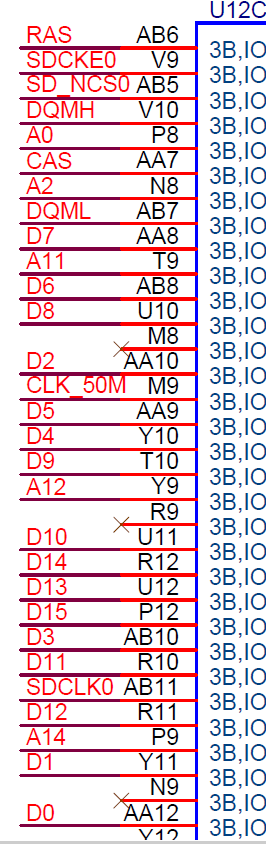 U12C
RAS AB6 3B,IO
SDCKE0 V9 3B,IO
SD_NCS0 AB5 3B,IO
DQMH V10 3B,IO
A0 P8 3B,IO
CAS AA7 3B,IO
A2 N8 3B,IO
DQML AB7 3B,IO
D7 AA8 3B,IO
A11 T9 3B,IO
D6 AB8 3B,IO
D8 U10 3B,IO
M8 3B,IO
D2 AA10 3B,IO
CLK_50M M9 3B,IO
D5 AA9 3B,IO
D4 Y10 3B,IO
D9 T10 3B,IO
A12 Y9 3B,IO
R9 3B,IO
D10 U11 3B,IO
D14 R12 3B,IO
D13 U12 3B,IO
D15 P12 3B,IO
D3 AB10 3B,IO
D11 R10 3B,IO
SDCLK0 AB11 3B,IO
D12 R11 3B,IO
A14 P9 3B,IO
D1 Y11 3B,IO
N9 3B,IO
D0 AA12 3B,IO
Y12